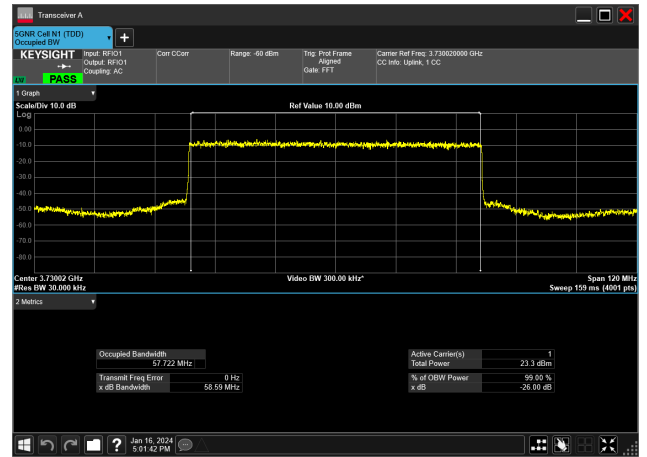 Transceiver A
5GNR Cell N1 (TDD)
Occupied BW
KEYSIGHT
LXI
PASS
Input: RFIO1
Output: RFIO1
Coupling: AC
Corr CCorr
Range: -60 dBm
Trig: Prot Frame
Aligned
Gate: FFT
Carrier Ref Freq: 3.730020000 GHz
CC Info: Uplink, 1 CC
1 Graph
Scale/Div 10.0 dB
Ref Value 10.00 dBm
Log
0.00
-10.0
-20.0
-30.0
-40.0
-50.0
-60.0
-70.0
-80.0
Center 3.73002 GHz
Video BW 300.00 kHz*
Span 120 MHz
#Res BW 30.000 kHz
Sweep 159 ms (4001 pts)
2 Metrics
Occupied Bandwidth
57.722 MHz
Transmit Freq Error 0 Hz
x dB Bandwidth 58.59 MHz
Active Carrier(s) 1
Total Power 23.3 dBm
% of OBW Power 99.00 %
x dB -26.00 dB
Jan 16, 2024
5:01:42 PM